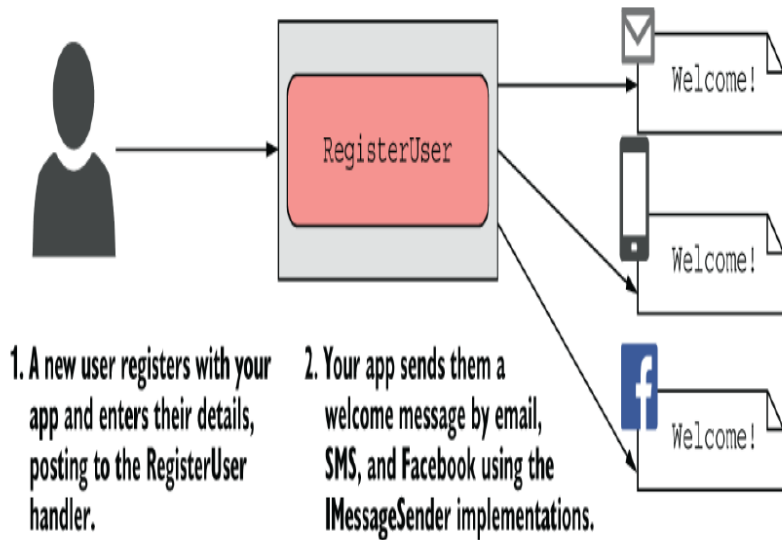 Welcome!
RegisterUser
Welcome!
Welcome!
1. A new user registers with your
app and enters their details,
posting to the RegisterUser
handler.
2. Your app sends them a
welcome message by email,
SMS, and Facebook using the
IMessageSender implementations.